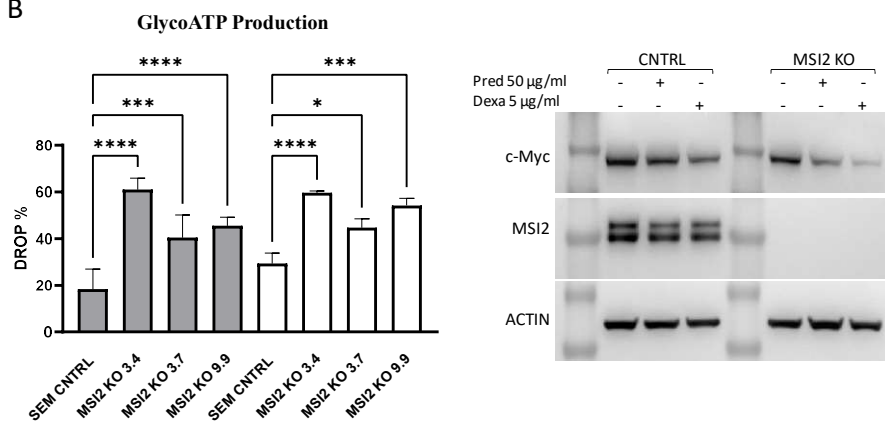 B
GlycoATP Production
**** ***
*** *
**** ****
80
60
40
20
0
DROP %
SEM CNTRL
MSI2 KO 3.4
MSI2 KO 3.7
MSI2 KO 9.9
SEM CNTRL
MSI2 KO 3.4
MSI2 KO 3.7
MSI2 KO 9.9
CNTRL MSI2 KO
Pred 50 µg/ml - + - - + -
Dexa 5 µg/ml - - + - - +
c-Myc
MSI2
ACTIN